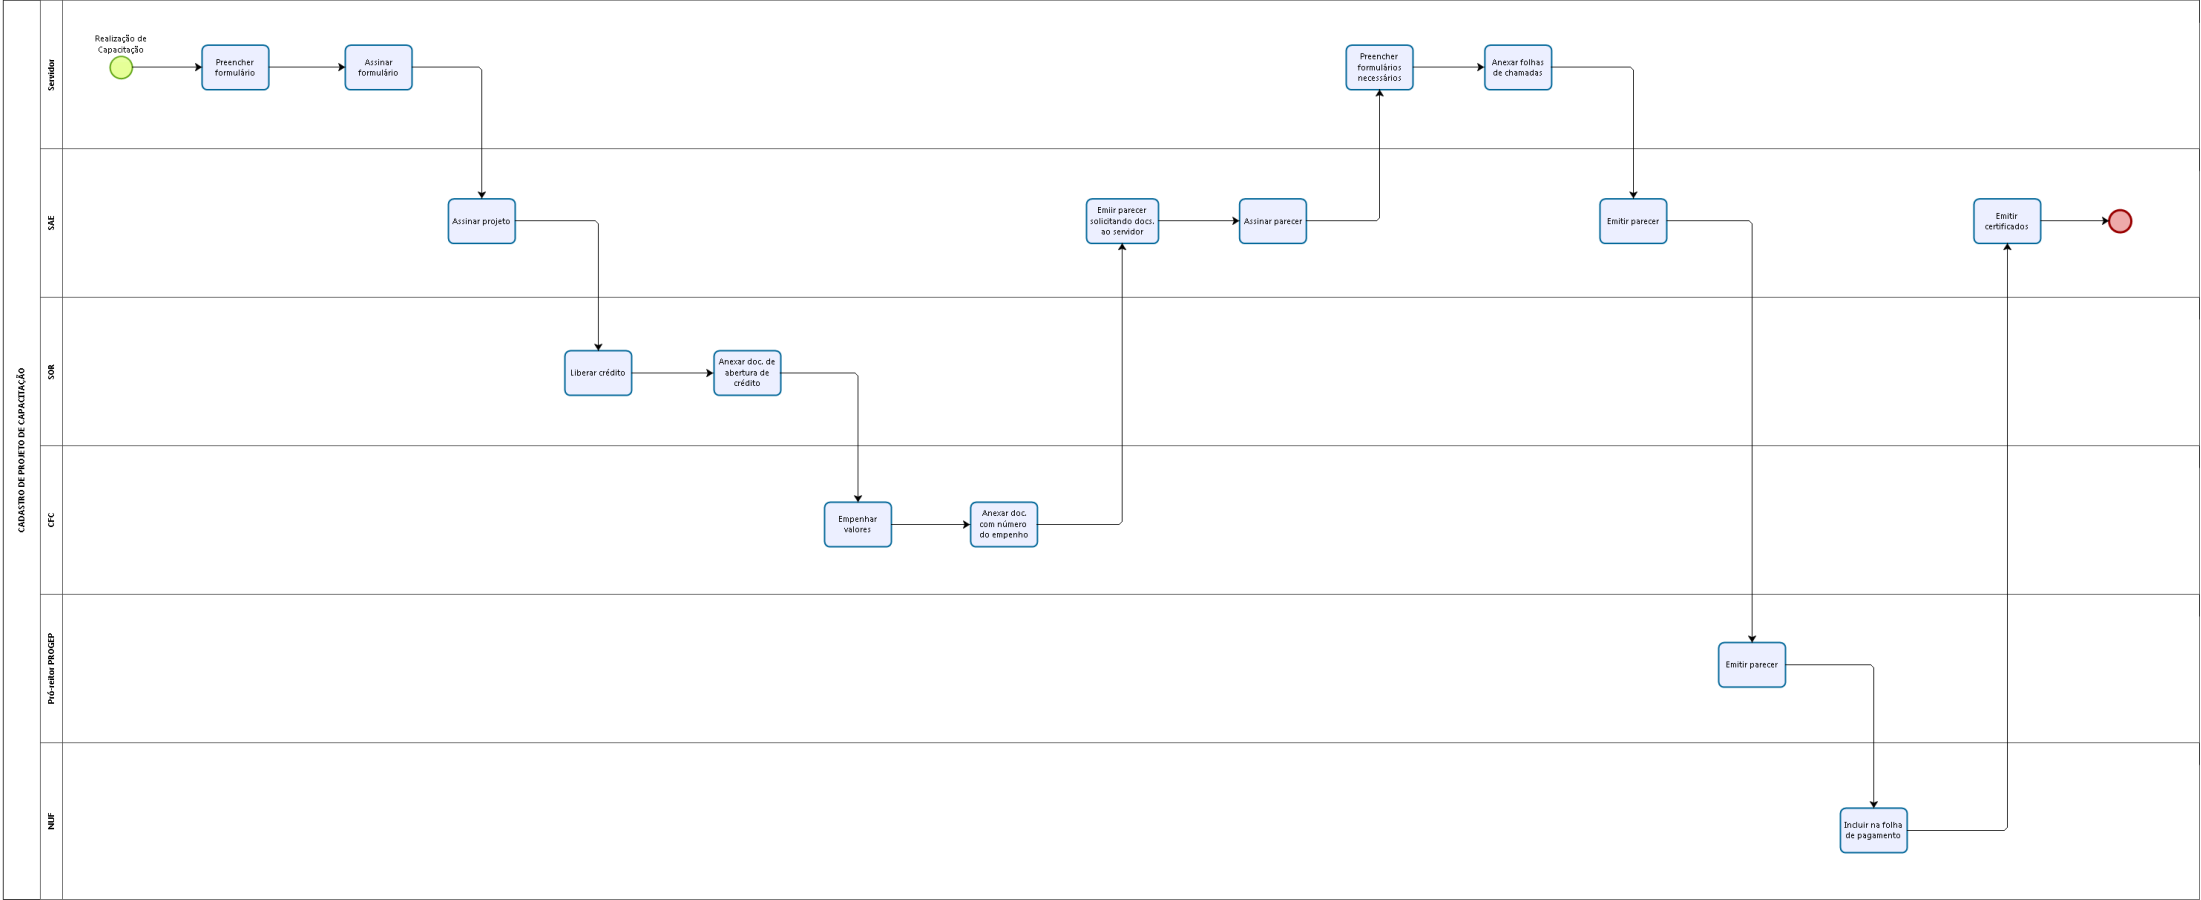 CADASTRO DE PROJETO DE CAPACITAÇÃO
Servidor
Realização de
Capacitação
Preencher
formulário
Assinar
formulário
Preencher
formulários
necessários
Anexar folhas
de chamadas
SAE
Assinar projeto
Emiir parecer
solicitando docs.
ao servidor
Assinar parecer
Emitir parecer
Emitir
certificados
SOR
Liberar crédito
Anexar doc. de
abertura de
crédito
CFC
Empenhar
valores
Anexar doc.
com número
do empenho
Pró-reitor PROGEP
Emitir parecer
NUF
Incluir na folha
de pagamento